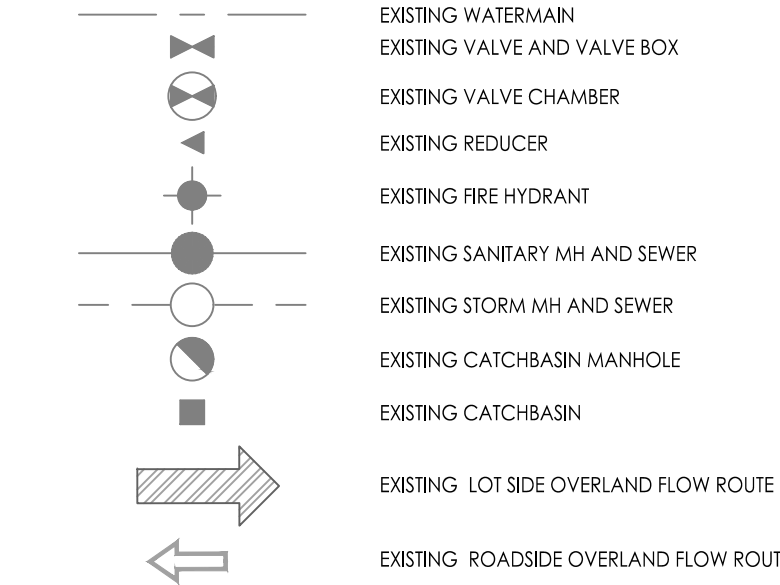 EXISTING WATERMAIN
EXISTING VALVE AND VALVE BOX
EXISTING VALVE CHAMBER
EXISTING REDUCER
EXISTING FIRE HYDRANT
EXISTING SANITARY MH AND SEWER
EXISTING STORM MH AND SEWER
EXISTING CATCHBASIN MANHOLE
EXISTING CATCHBASIN
EXISTING LOT SIDE OVERLAND FLOW ROUTE
EXISTING ROADSIDE OVERLAND FLOW ROUT